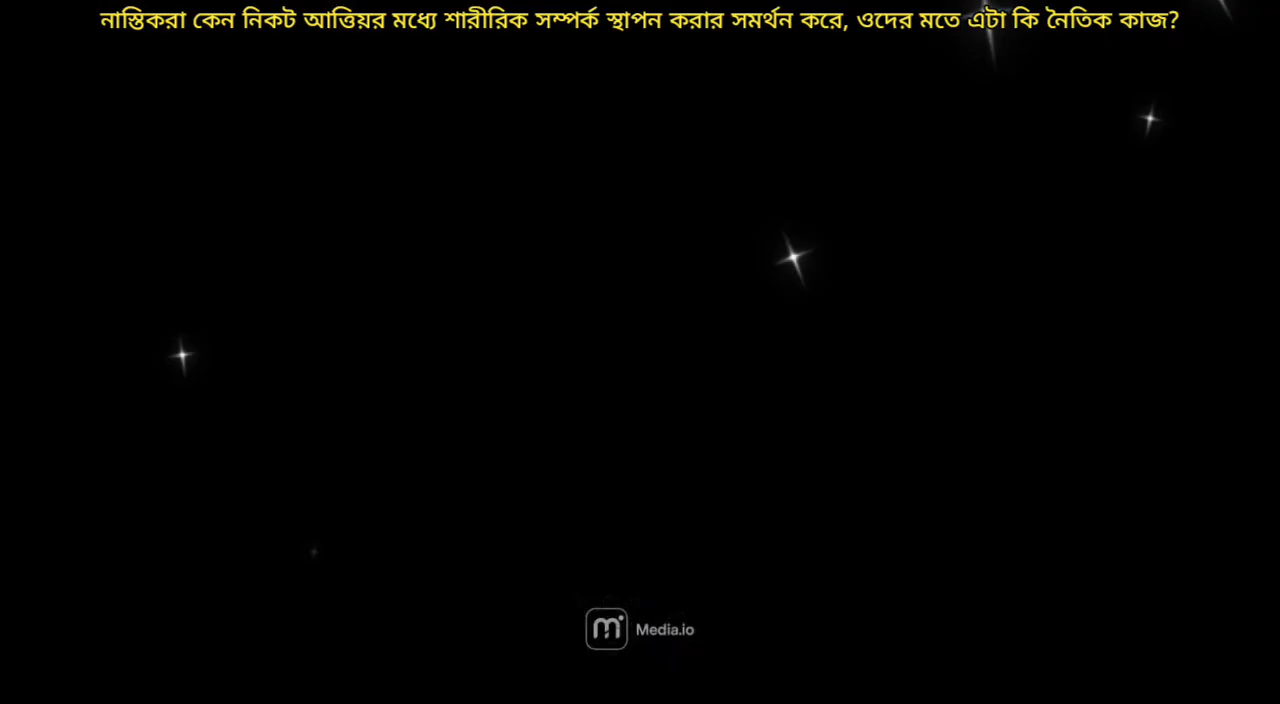 নাস্তিকরা কেন নিকট আত্তিয়র মধ্যে শারীরিক সম্পর্ক স্থাপন করার সমর্থন করে, ওদের মতে এটা কি নৈতিক কাজ?
Media.io